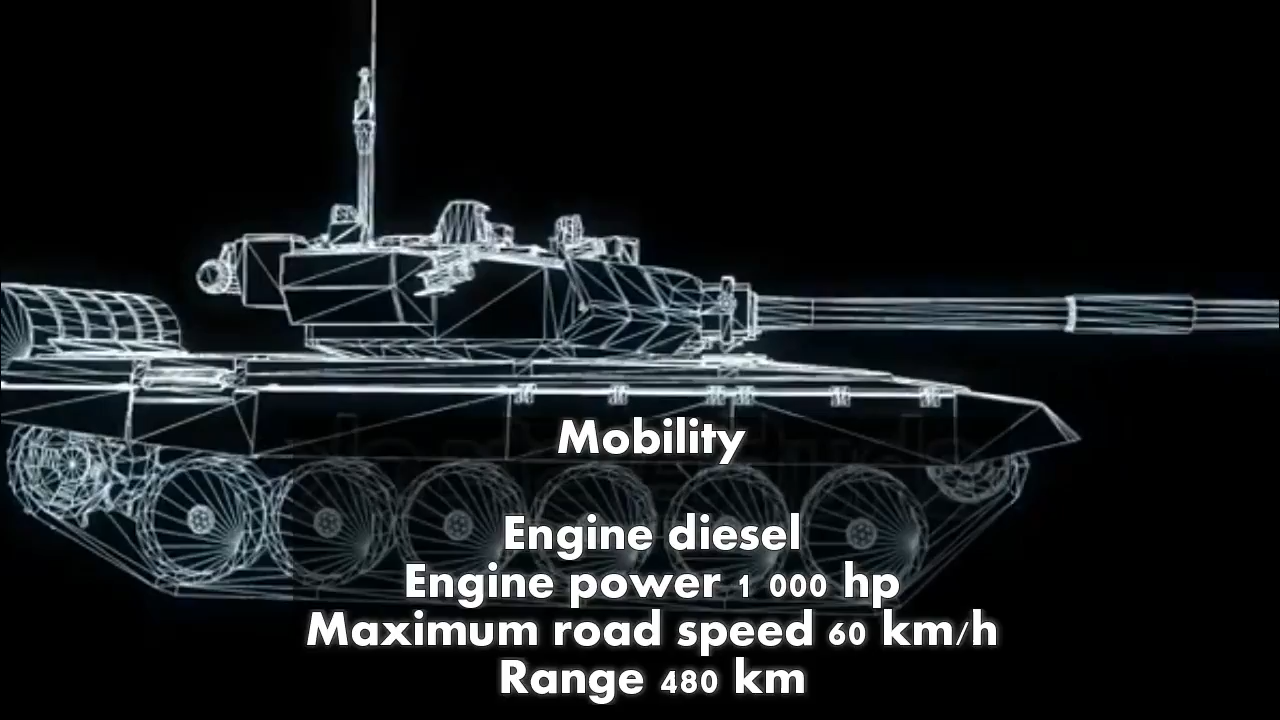 Mobility
Engine diesel
Engine power 1 000 hp
Maximum road speed 60 km/h
Range 480 km